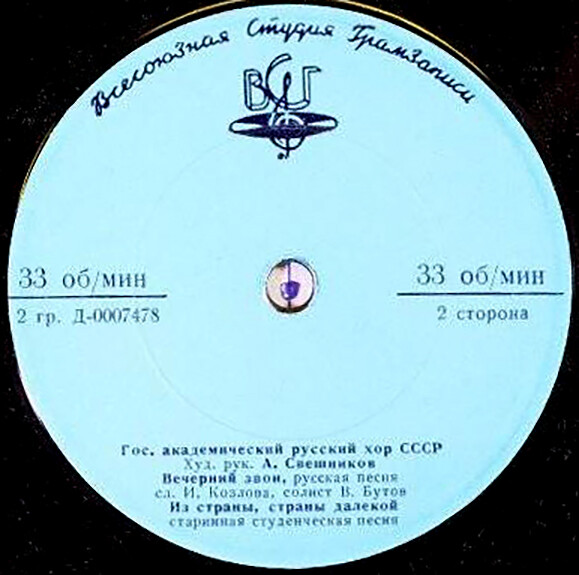 Всесоюзная Студия Грамзаписи
ВСГ
33 об/мин
2 гр. Д-0007478
33 об/мин
2 сторона
Гос. академический русский хор СССР
Худ. рук. А. Свешников
Вечерний звон, русская песня
сл. И. Козлова, солист В. Бутов
Из страны, страны далекой
старинная студенческая песня